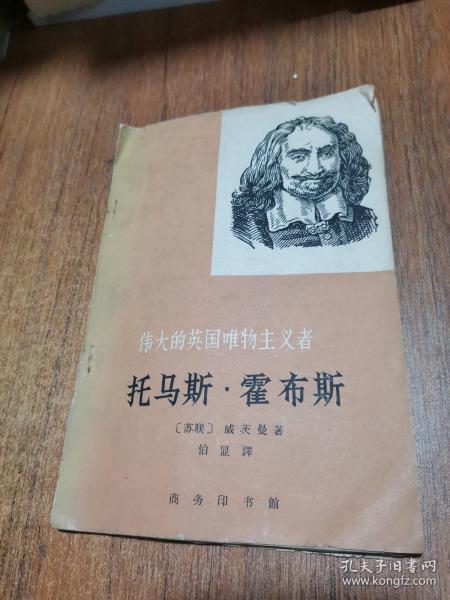 伟大的英国唯物主义者
托马斯·霍布斯
〔苏联〕威茨曼著
伯显譯
商务印书館
孔夫子旧书网
www.kongfz.com